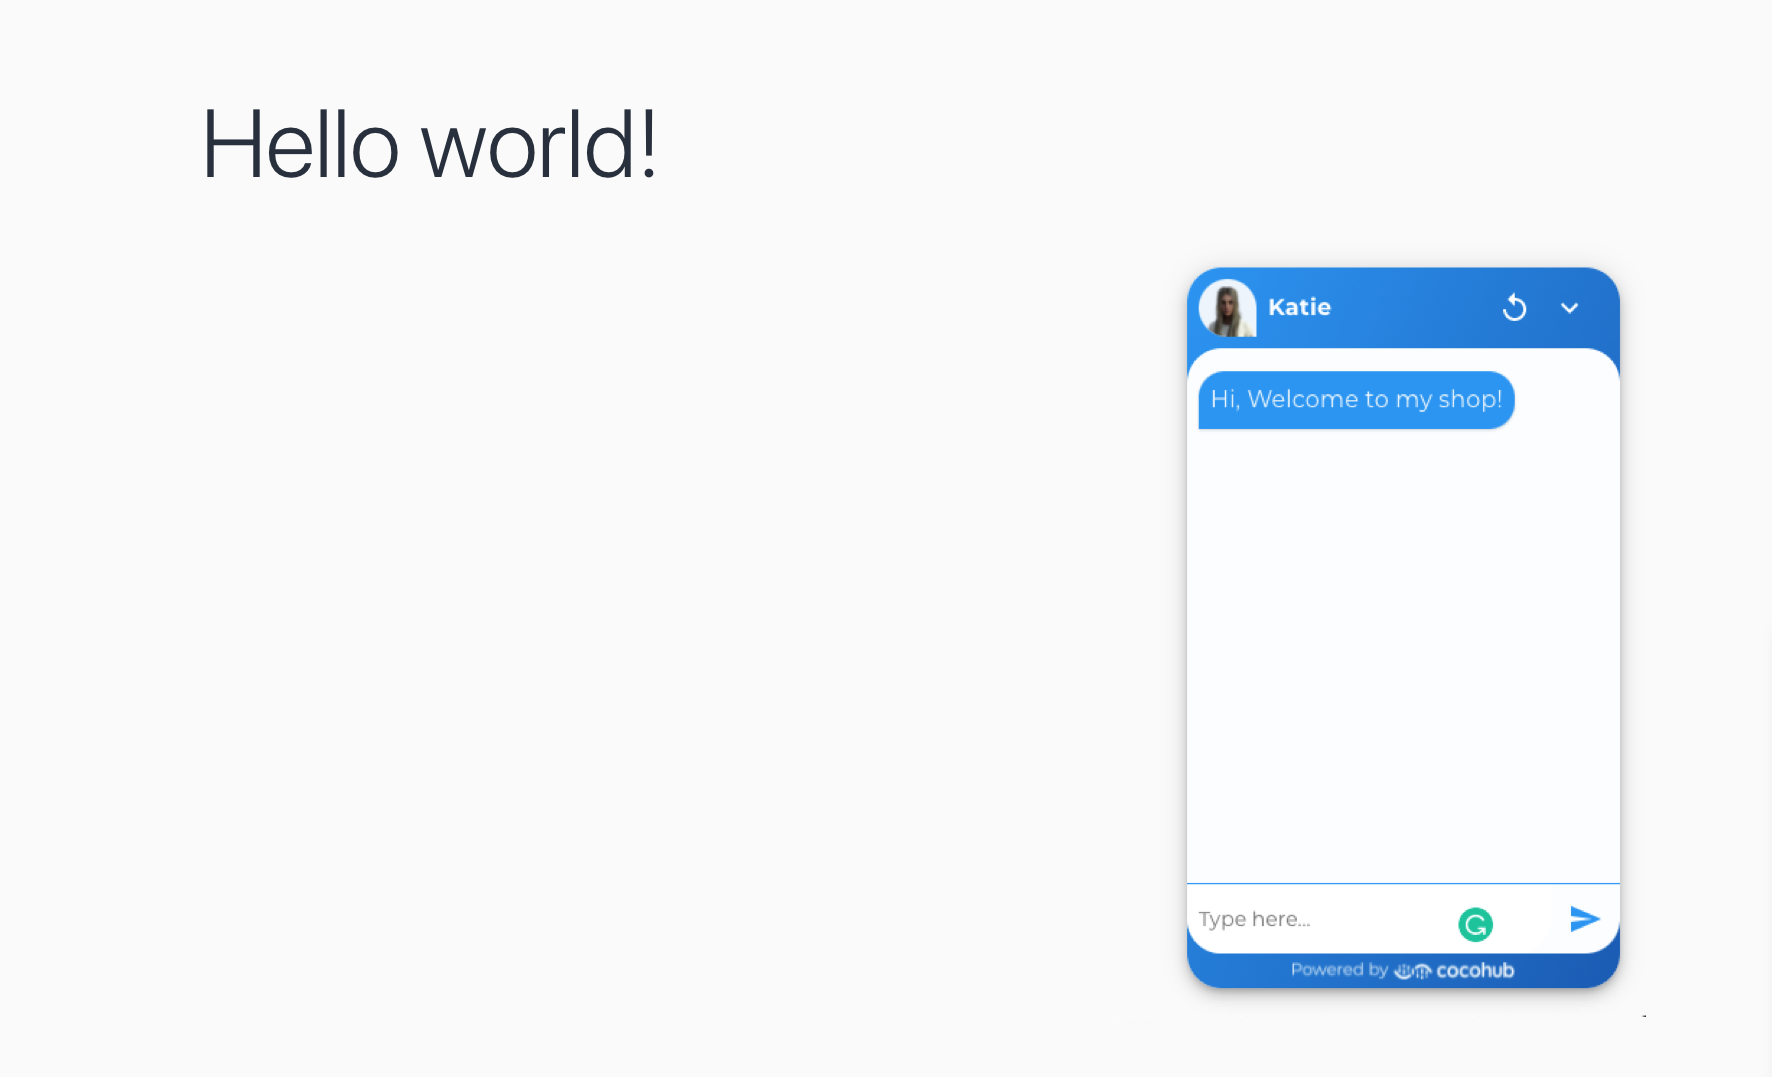 Hello world!
Katie
Hi, Welcome to my shop!
Type here...
Powered by cocohub